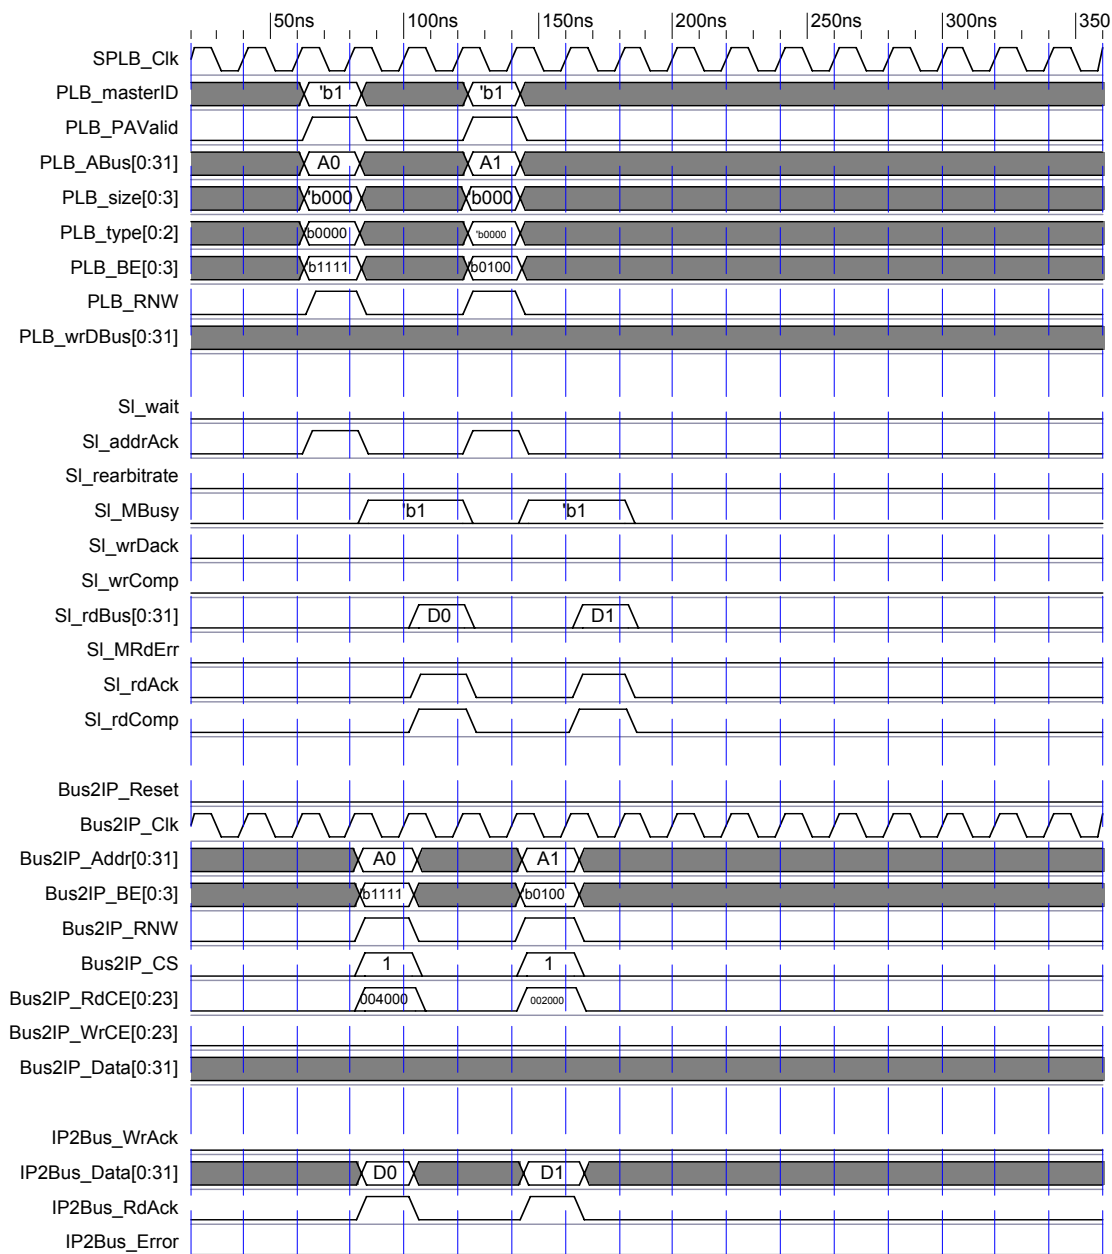 50ns 100ns 150ns 200ns 250ns 300ns 350
SPLB_Clk
PLB_masterID 'b1 'b1
PLB_PAValid
PLB_ABus[0:31] A0 A1
PLB_size[0:3] 'b000 'b000
PLB_type[0:2] b0000 'b0000
PLB_BE[0:3] 'b1111 b0100
PLB_RNW
PLB_wrDBus[0:31]
Sl_wait
Sl_addrAck
Sl_rearbitrate
Sl_MBusy 'b1 'b1
Sl_wrDack
Sl_wrComp
Sl_rdBus[0:31] D0 D1
Sl_MRdErr
Sl_rdAck
Sl_rdComp
Bus2IP_Reset
Bus2IP_Clk
Bus2IP_Addr[0:31] A0 A1
Bus2IP_BE[0:3] b1111 b0100
Bus2IP_RNW
Bus2IP_CS 1 1
Bus2IP_RdCE[0:23] 004000 002000
Bus2IP_WrCE[0:23]
Bus2IP_Data[0:31]
IP2Bus_WrAck
IP2Bus_Data[0:31] D0 D1
IP2Bus_RdAck
IP2Bus_Error